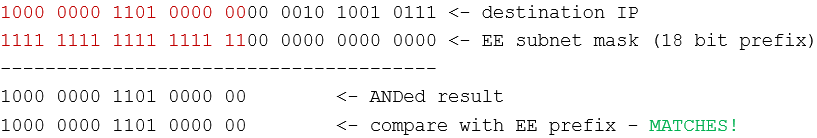 1000 0000 1101 0000 0000 0010 1001 0111 <- destination IP
1111 1111 1111 1111 1100 0000 0000 0000 <- EE subnet mask (18 bit prefix)
---------------------------------------
1000 0000 1101 0000 00        <- ANDed result
1000 0000 1101 0000 00        <- compare with EE prefix - MATCHES!